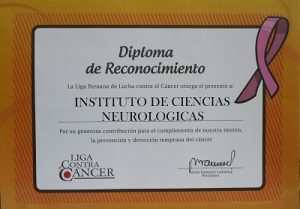 Diploma
de Reconocimiento
La Liga Peruana de Lucha contra el Cáncer otorga el presente a:
INSTITUTO DE CIENCIAS
NEUROLOGICAS
Por su generosa contribución para el cumplimiento de nuestra misión,
la prevención y detección temprana del cáncer
LIGA
CONTRA
CÁNCER
Presidente